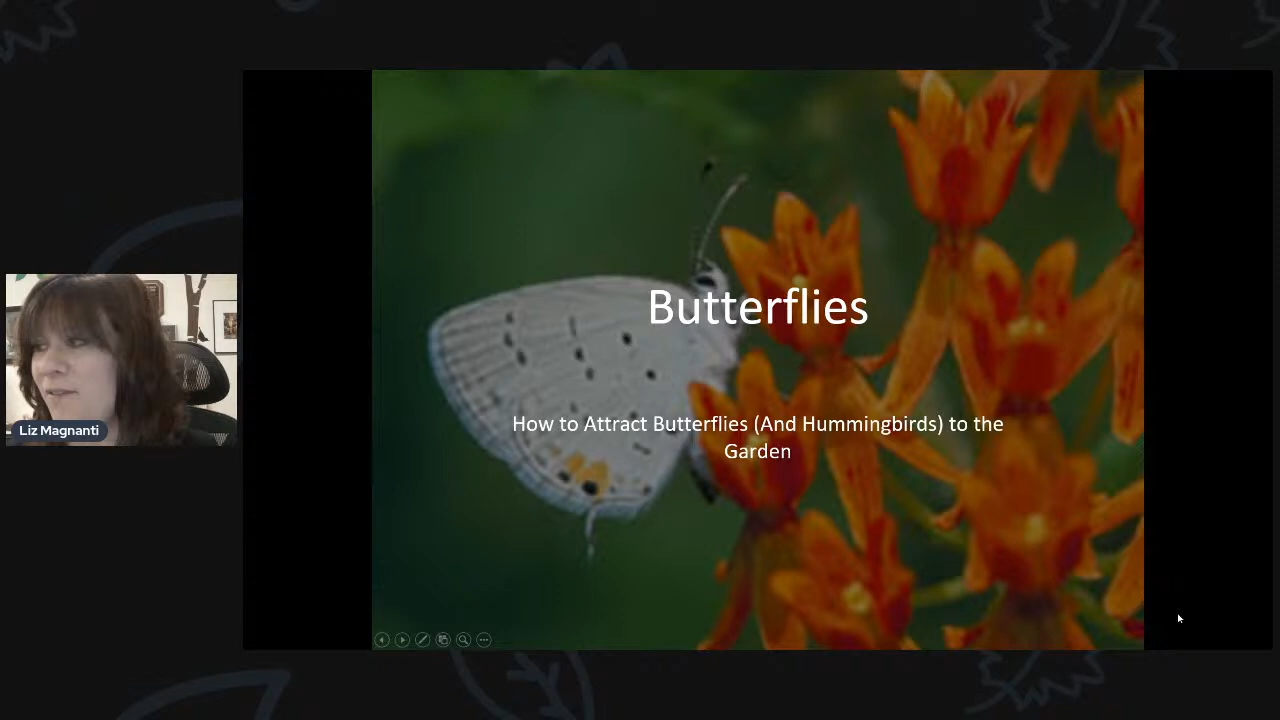 Butterflies
How to Attract Butterflies (And Hummingbirds) to the
Garden
Liz Magnanti